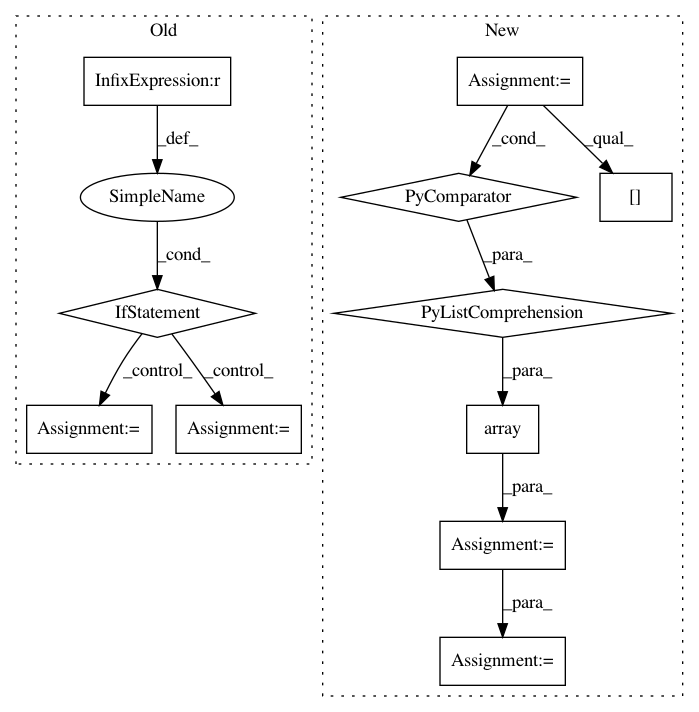 Old
New
InfixExpression:r
Assignment:=
_def_
_cond_
_qual_
SimpleName
PyComparator
[]
_cond_
_para_
IfStatement
PyListComprehension
_control_
_control_
_para_
Assignment:=
Assignment:=
array
_para_
Assignment:=
_para_
Assignment:=